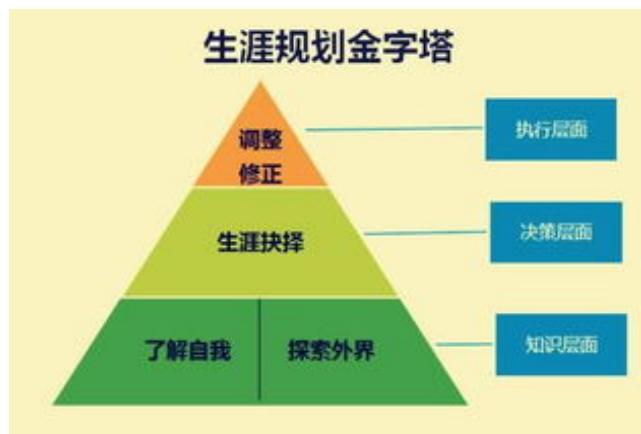 生涯规划金字塔
调整
修正
执行层面
生涯抉择
决策层面
了解自我
探索外界
知识层面